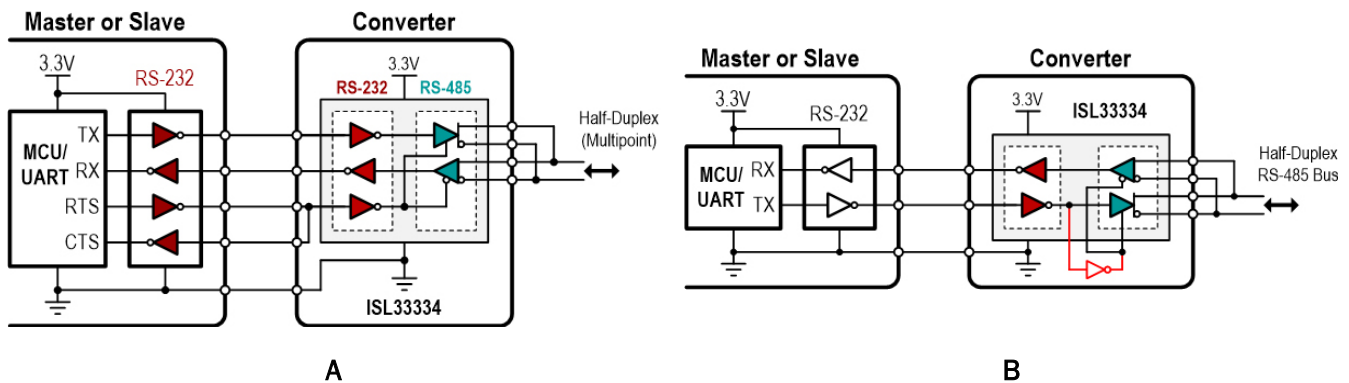 Master or Slave
Converter
3.3V
RS-232
3.3V
RS-232
RS-485
TX
MCU/
UART
RX
RTS
CTS
Half-Duplex
(Multipoint)
ISL33334
A
Master or Slave
Converter
3.3V
RS-232
3.3V
ISL33334
MCU/
UART
RX
TX
Half-Duplex
RS-485 Bus
B